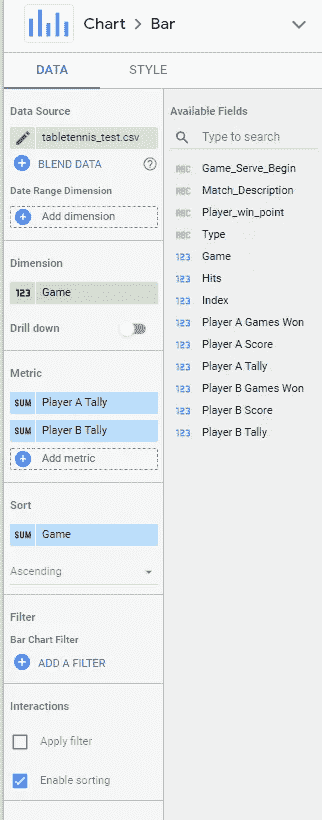 Chart > Bar
DATA
STYLE
Data Source
tabletennis_test.csv
BLEND DATA
Date Range Dimension
Add dimension
Dimension
123 Game
Drill down
Metric
SUM Player A Tally
SUM Player B Tally
Add metric
Sort
SUM Game
Ascending
Filter
Bar Chart Filter
ADD A FILTER
Interactions
Apply filter
Enable sorting
Available Fields
Type to search
RBC Game_Serve_Begin
RBC Match_Description
RBC Player_win_point
RBC Type
123 Game
123 Hits
123 Index
123 Player A Games Won
123 Player A Score
123 Player A Tally
123 Player B Games Won
123 Player B Score
123 Player B Tally